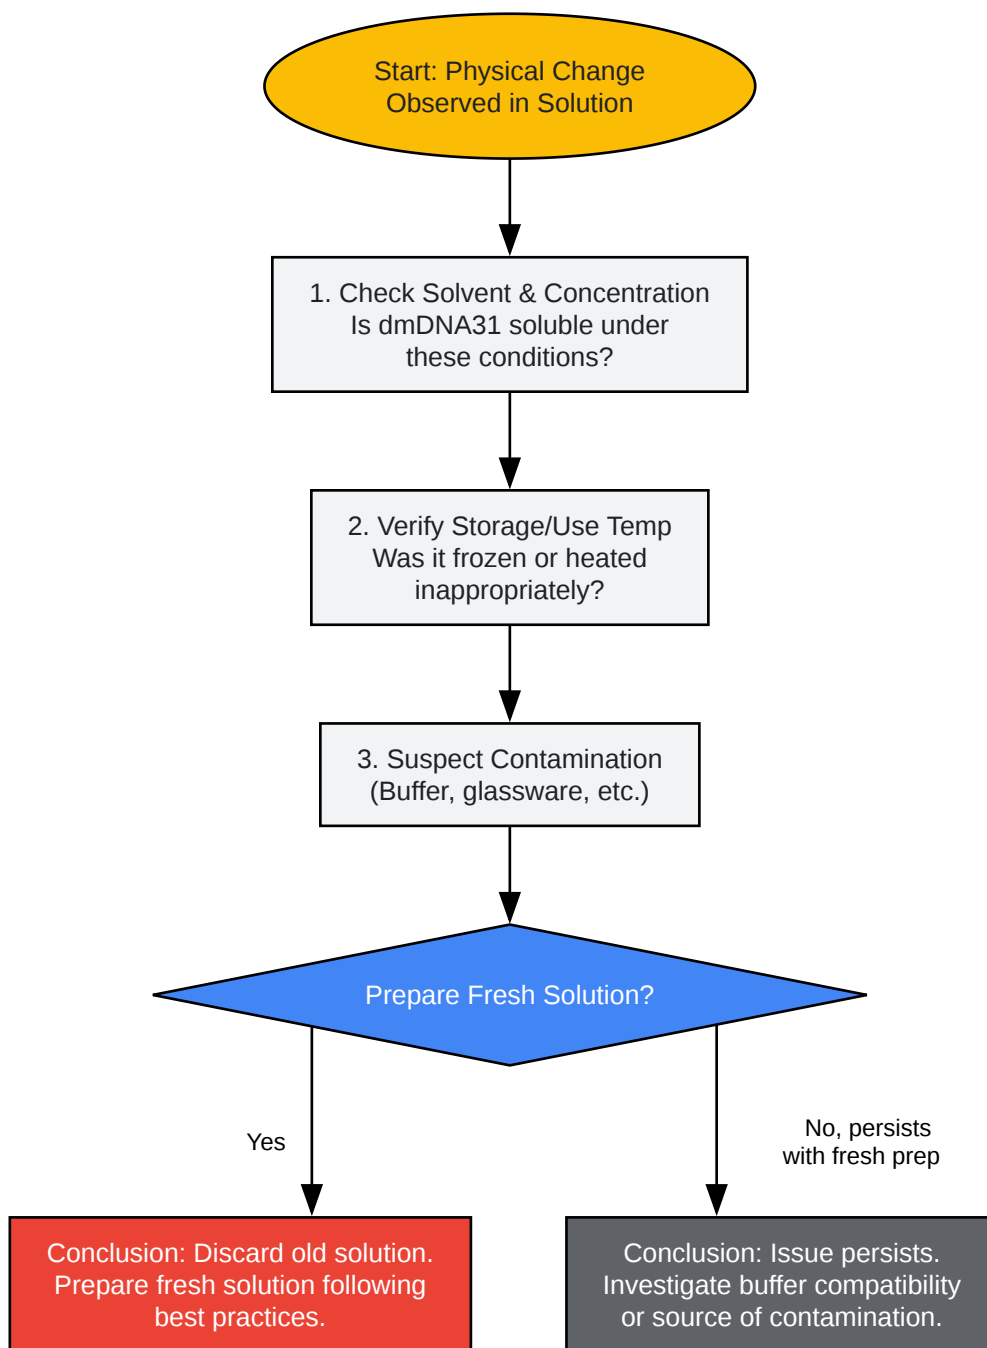 Start: Physical Change
Observed in Solution
1. Check Solvent & Concentration
Is dmDNA31 soluble under
these conditions?
2. Verify Storage/Use Temp
Was it frozen or heated
inappropriately?
3. Suspect Contamination
(Buffer, glassware, etc.)
Prepare Fresh Solution?
Yes
No, persists
with fresh prep
Conclusion: Discard old solution.
Prepare fresh solution following
best practices.
Conclusion: Issue persists.
Investigate buffer compatibility
or source of contamination.